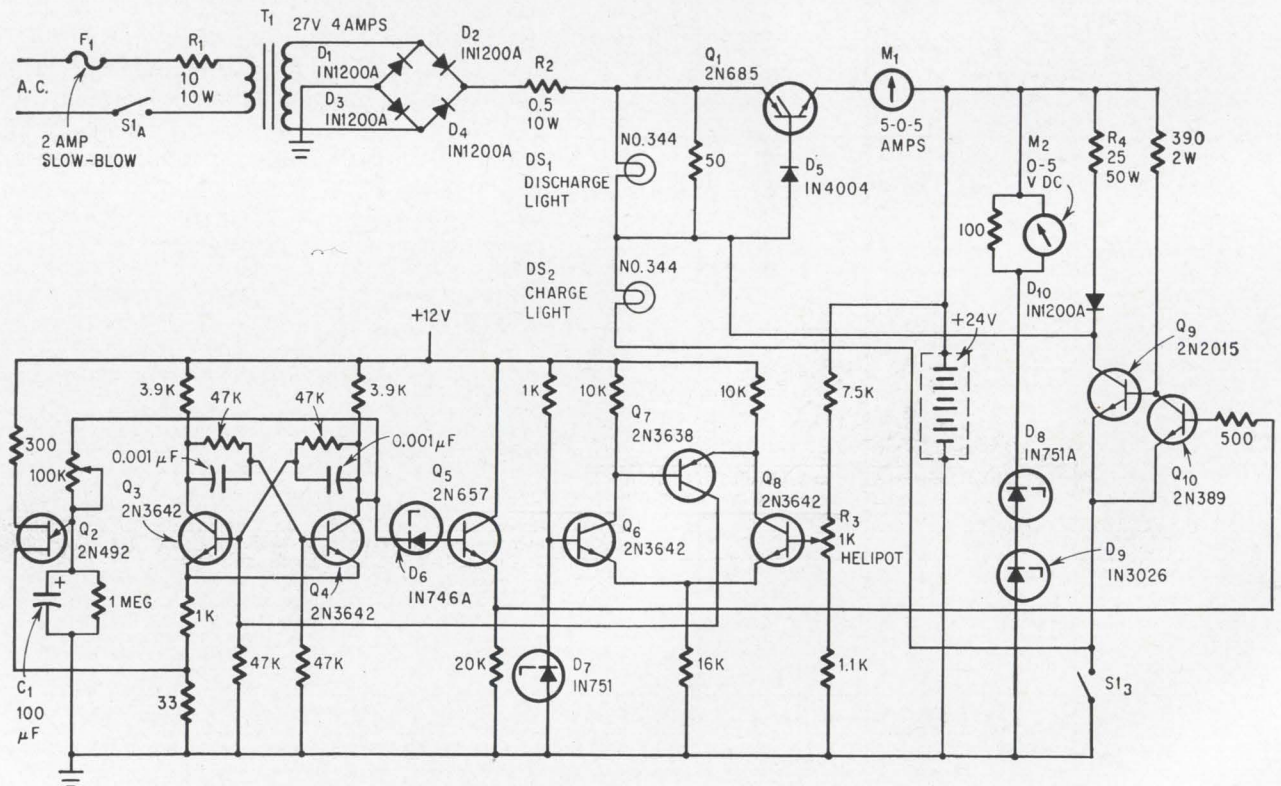 F1
A.C.
2 AMP
SLOW-BLOW
R1
10
10W
S1A
T1
27V 4 AMPS
D1
IN1200A
D2
IN1200A
D3
IN1200A
D4
IN1200A
R2
0.5
10W
NO.344
DS1
DISCHARGE
LIGHT
50
Q1
2N685
D5
IN4004
M1
5-0-5
AMPS
M2
0-5
V DC
100
R4
25
50W
390
2W
DS2
CHARGE
LIGHT
NO.344
D10
IN1200A
+24V
Q9
2N2015
Q10
2N389
500
D8
IN751A
D9
IN3026
S13
+12V
300
100K
Q2
2N492
+
1 MEG
C1
100
µF
3.9K
47K
0.001µF
Q3
2N3642
1K
33
47K
47K
47K
3.9K
0.001µF
Q4
2N3642
Q5
2N657
D6
IN746A
20K
1K
D7
IN751
10K
Q7
2N3638
Q6
2N3642
16K
10K
Q8
2N3642
7.5K
R3
1K
HELIPOT
1.1K